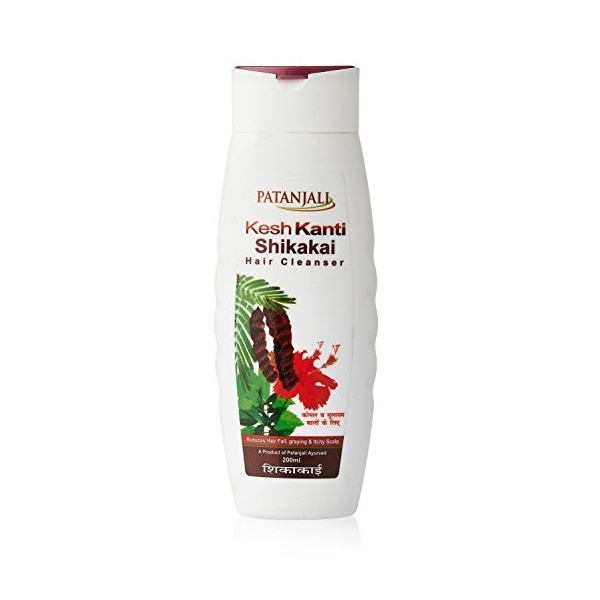 PATANJALI
Kesh Kanti
Shikakai
Hair Cleanser
कोमल व मुलायम
बालों के लिए
Reduces Hair Fall, graying & Itchy Scalp
A Product of Patanjali Ayurved
200ml
शिकाकाई